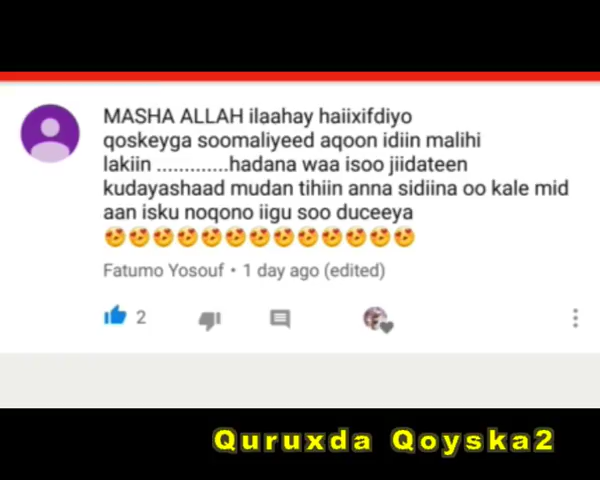 MASHA ALLAH ilaahay haiixifdiyo
qoskeyga soomaliyeed aqoon idiin malihi
lakiin .............hadana waa isoo jiidateen
kudayashaad mudan tihiin anna sidiina oo kale mid
aan isku noqono iigu soo duceeya
😍😍😍😍😍😍😍😍😍😍😍😍😍
Fatumo Yosouf • 1 day ago (edited)
2
Quruxda Qoyska2